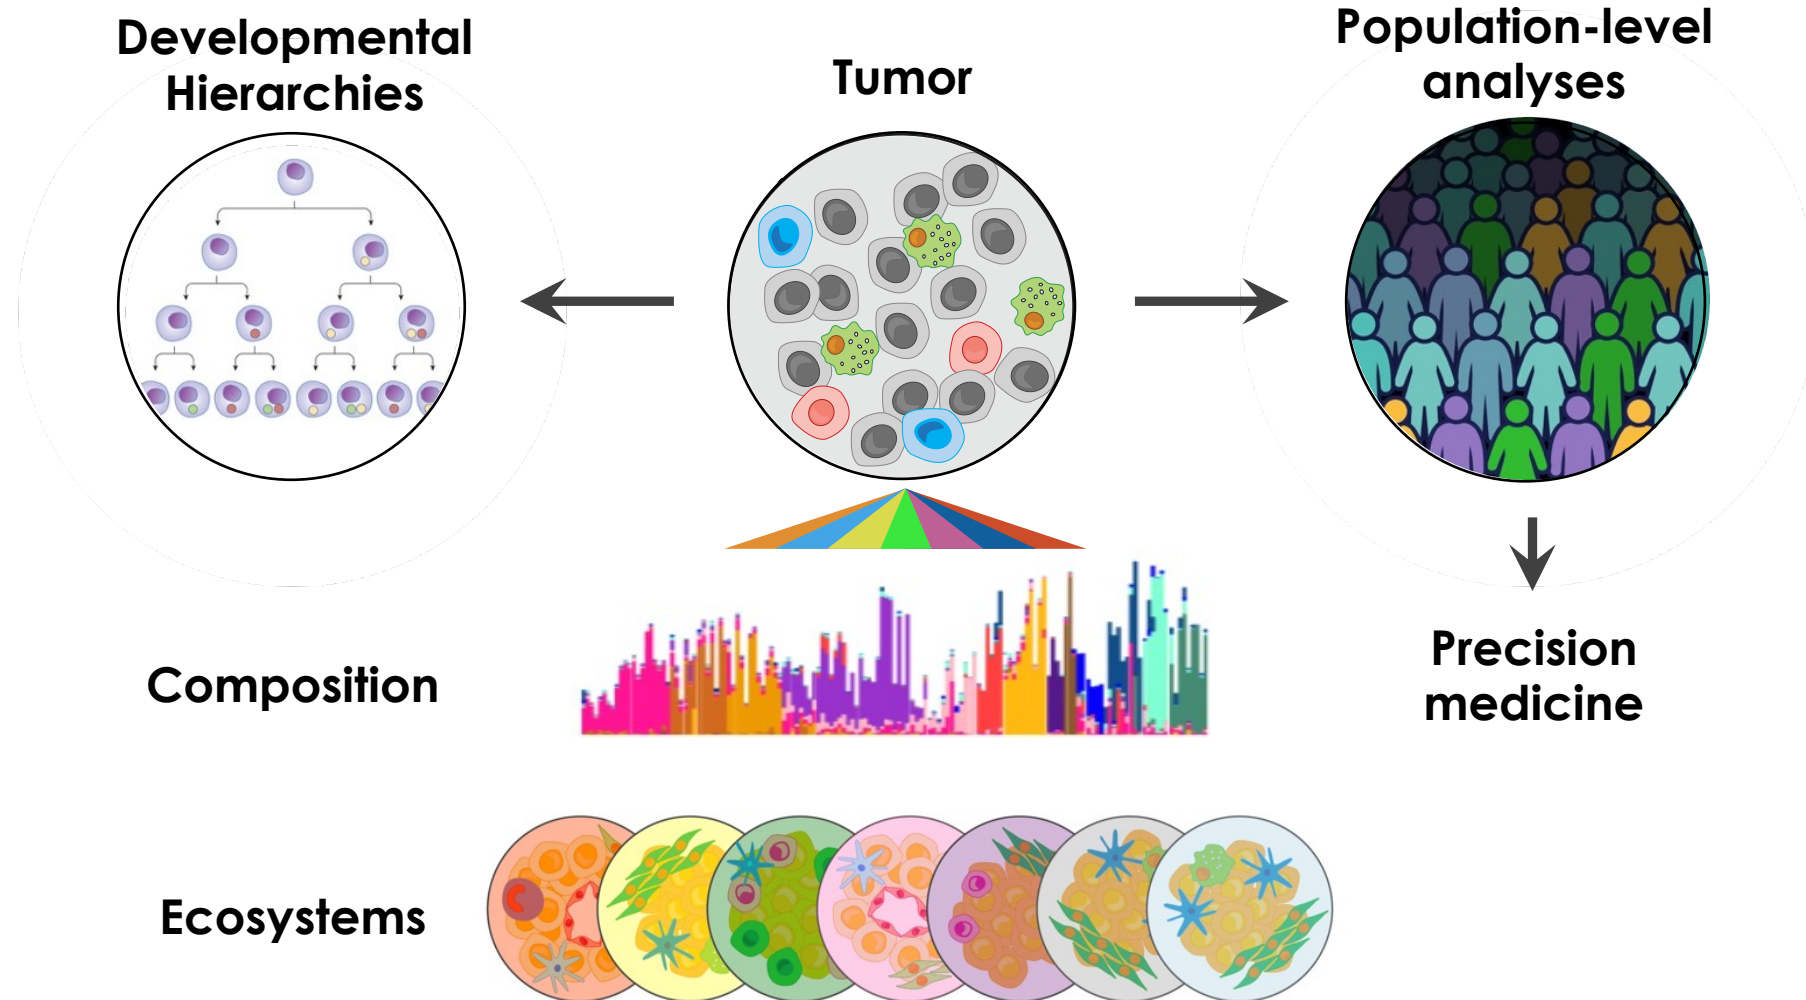 Developmental
Hierarchies
Tumor
Population-level
analyses
Composition
Precision
medicine
Ecosystems